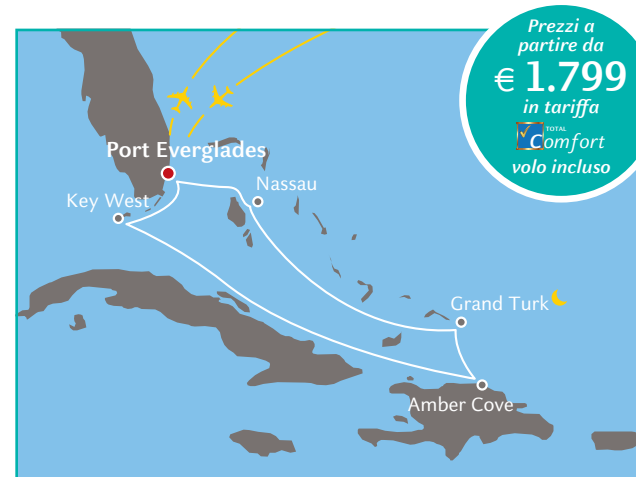 Prezzi a
partire da
€ 1.799
in tariffa
TOTAL
Comfort
volo incluso
Port Everglades
Nassau
Key West
Grand Turk
Amber Cove